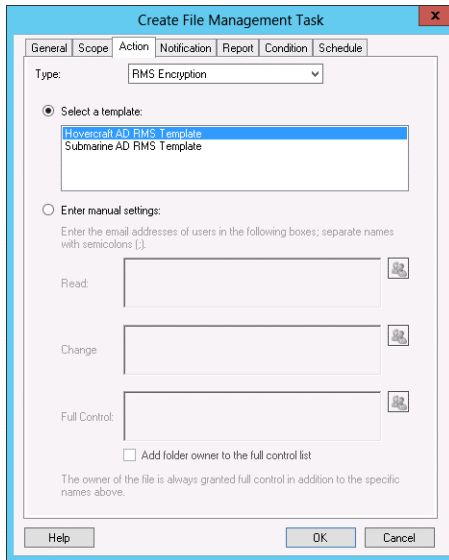 Create File Management Task
x
General Scope Action Notification Report Condition Schedule
Type: RMS Encryption
Select a template:
Hovercraft AD RMS Template
Submarine AD RMS Template
Enter manual settings:
Enter the email addresses of users in the following boxes; separate names
with semicolons (;).
Read:
Change
Full Control:
Add folder owner to the full control list
The owner of the file is always granted full control in addition to the specific
names above.
Help OK Cancel